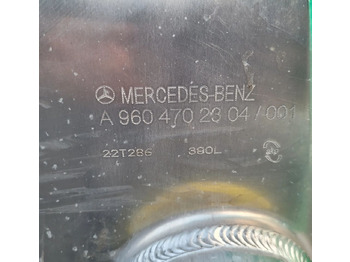 MERCEDES-BENZ
A 960 470 23 04 / 001
22T286 390L